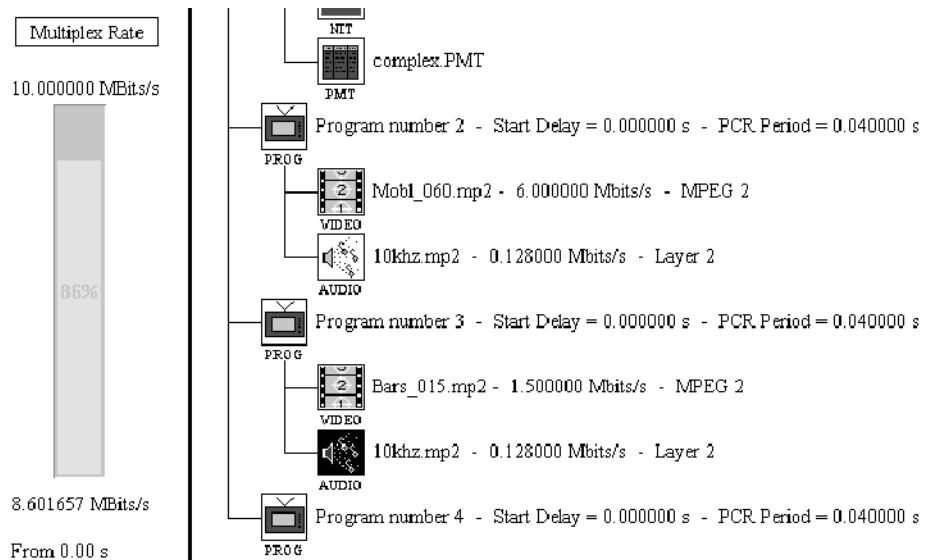 Multiplex Rate
10.000000 MBits/s
86%
8.601657 MBits/s
From 0.00 s
NIT
complex.PMT
PMT
Program number 2 - Start Delay = 0.000000 s - PCR Period = 0.040000 s
PROG
2
Mobl_060.mp2 - 6.000000 Mbits/s - MPEG 2
1
VIDEO
10khz.mp2 - 0.128000 Mbits/s - Layer 2
AUDIO
Program number 3 - Start Delay = 0.000000 s - PCR Period = 0.040000 s
PROG
2
Bars_015.mp2 - 1.500000 Mbits/s - MPEG 2
1
VIDEO
10khz.mp2 - 0.128000 Mbits/s - Layer 2
AUDIO
Program number 4 - Start Delay = 0.000000 s - PCR Period = 0.040000 s
PROG